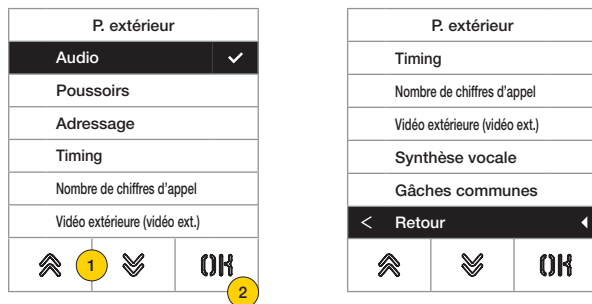 P. extérieur
Audio
Poussoirs
Adressage
Timing
Nombre de chiffres d'appel
Vidéo extérieure (vidéo ext.)
1
OK
2
P. extérieur
Timing
Nombre de chiffres d'appel
Vidéo extérieure (vidéo ext.)
Synthèse vocale
Gâches communes
< Retour
OK